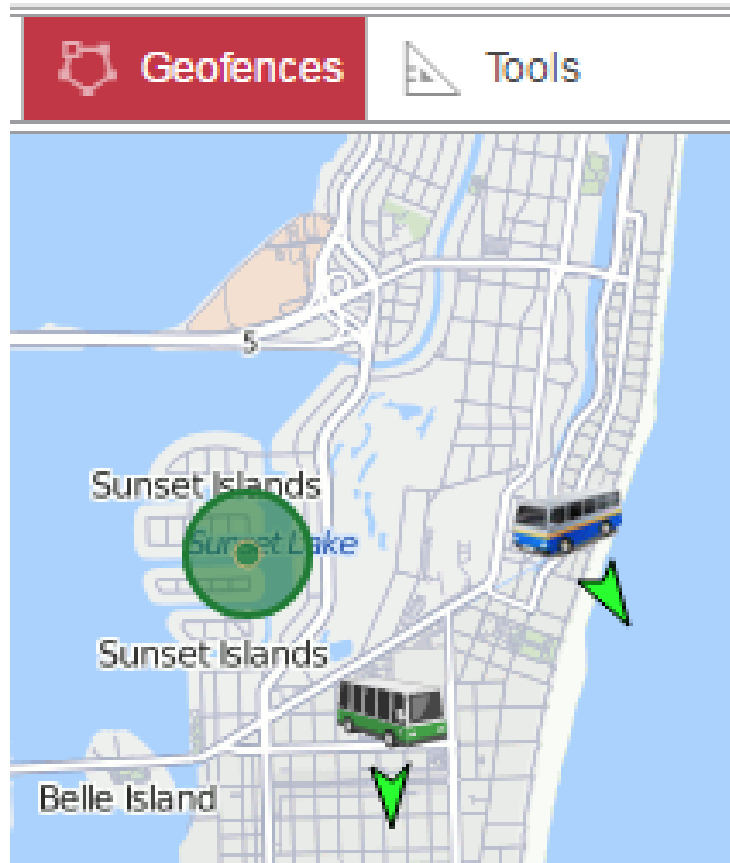 Geofences
Tools
5
Sunset Islands
Sunset Lake
Sunset Islands
Belle Island